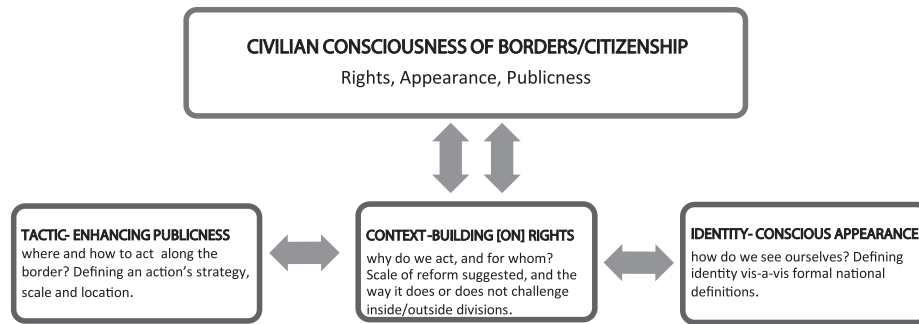 CIVILIAN CONSCIOUSNESS OF BORDERS/CITIZENSHIP
Rights, Appearance, Publicness
TACTIC- ENHANCING PUBLICNESS
where and how to act along the
border? Defining an action's strategy,
scale and location.
CONTEXT-BUILDING [ON] RIGHTS
why do we act, and for whom?
Scale of reform suggested, and the
way it does or does not challenge
inside/outside divisions.
IDENTITY- CONSCIOUS APPEARANCE
how do we see ourselves? Defining
identity vis-a-vis formal national
definitions.